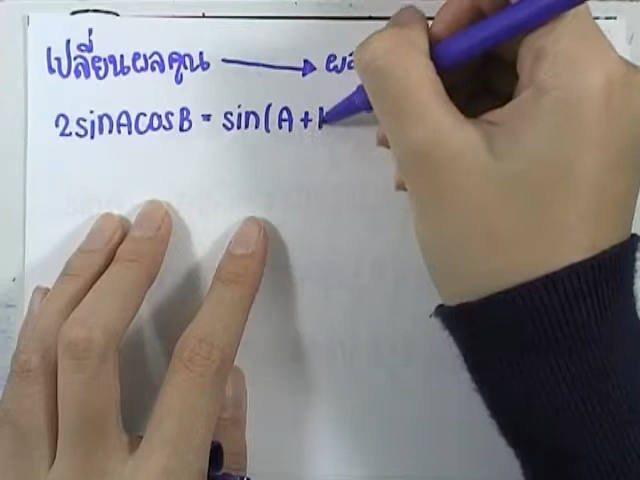 เปลี่ยนผลคูณ →
2sinAcosB = sin(A+